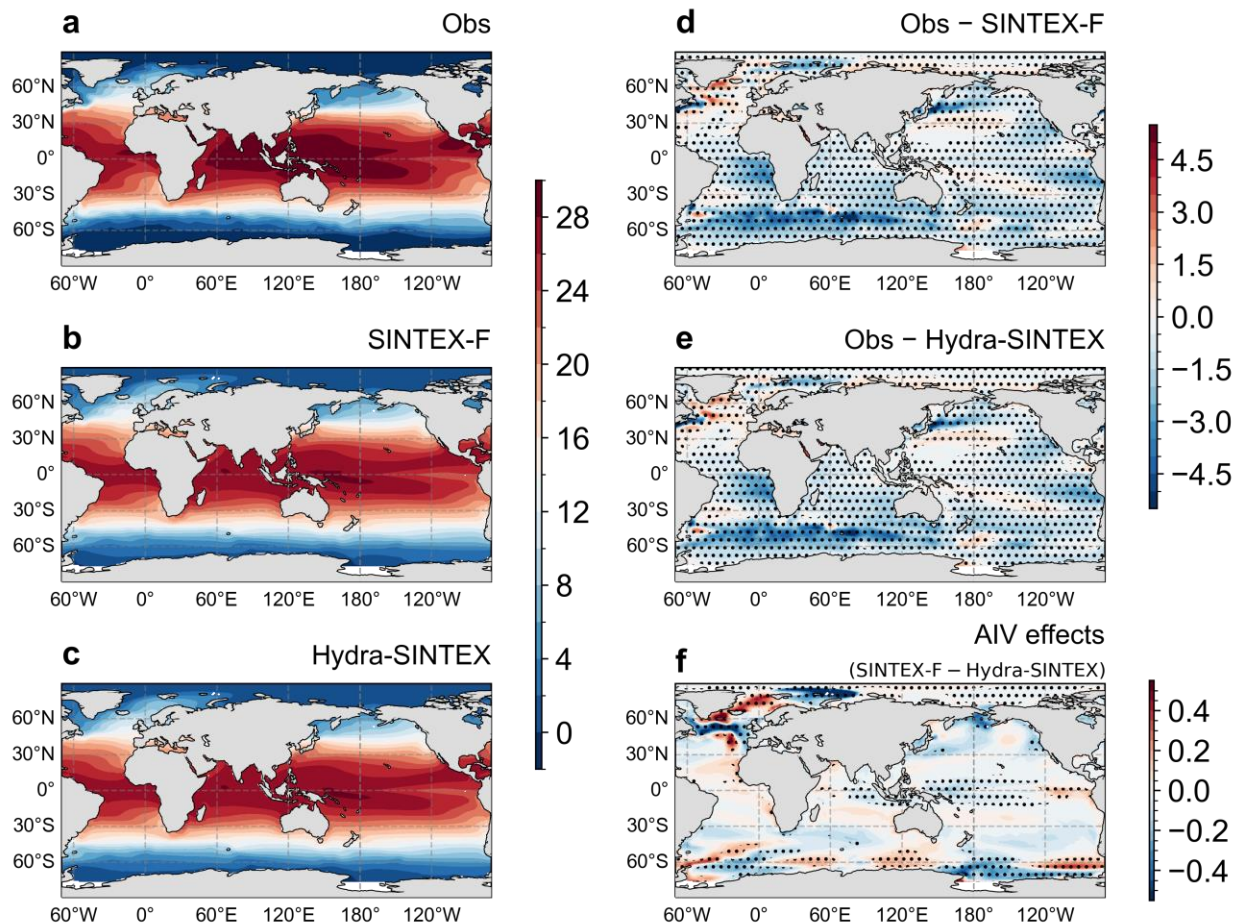 a
Obs
60°N
30°N
0°
30°S
60°S
60°W 0° 60°E 120°E 180° 120°W
b
SINTEX-F
60°N
30°N
0°
30°S
60°S
60°W 0° 60°E 120°E 180° 120°W
c
Hydra-SINTEX
60°N
30°N
0°
30°S
60°S
60°W 0° 60°E 120°E 180° 120°W
28
24
20
16
12
8
4
0
d
Obs − SINTEX-F
60°N
30°N
0°
30°S
60°S
60°W 0° 60°E 120°E 180° 120°W
e
Obs − Hydra-SINTEX
60°N
30°N
0°
30°S
60°S
60°W 0° 60°E 120°E 180° 120°W
4.5
3.0
1.5
0.0
−1.5
−3.0
−4.5
AIV effects
f
(SINTEX-F − Hydra-SINTEX)
60°N
30°N
0°
30°S
60°S
60°W 0° 60°E 120°E 180° 120°W
0.4
0.2
0.0
−0.2
−0.4